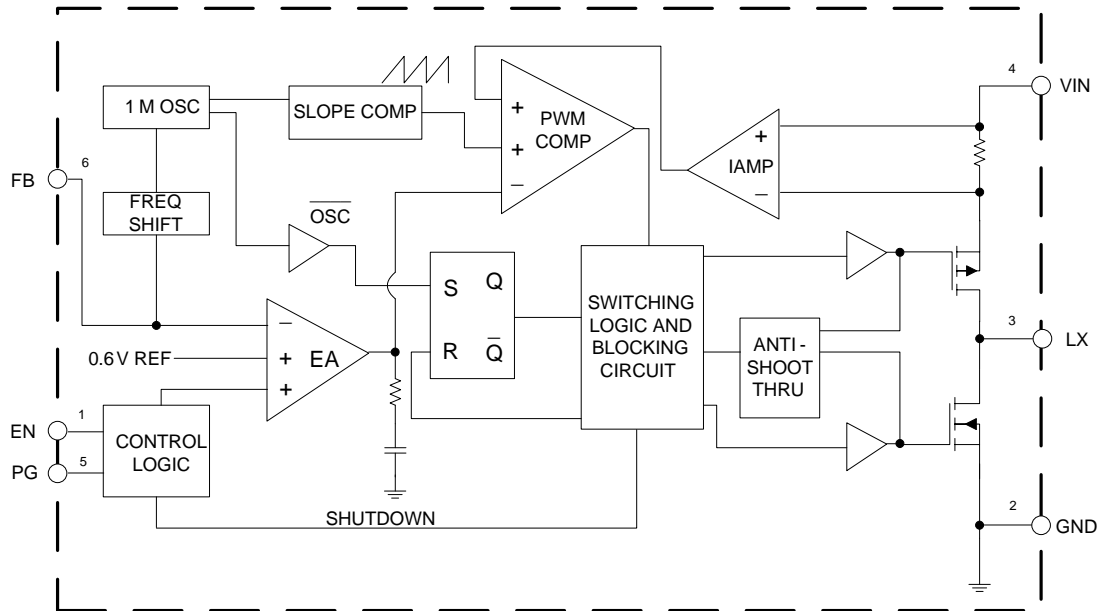 4
VIN
1 M OSC
SLOPE COMP
+
+
−
PWM
COMP
+
−
IAMP
6
FB
FREQ
SHIFT
OSC
S
Q
R
Q
SWITCHING
LOGIC AND
BLOCKING
CIRCUIT
ANTI -
SHOOT
THRU
3
LX
−
+
+
EA
0.6 V REF
1
EN
5
PG
CONTROL
LOGIC
SHUTDOWN
2
GND